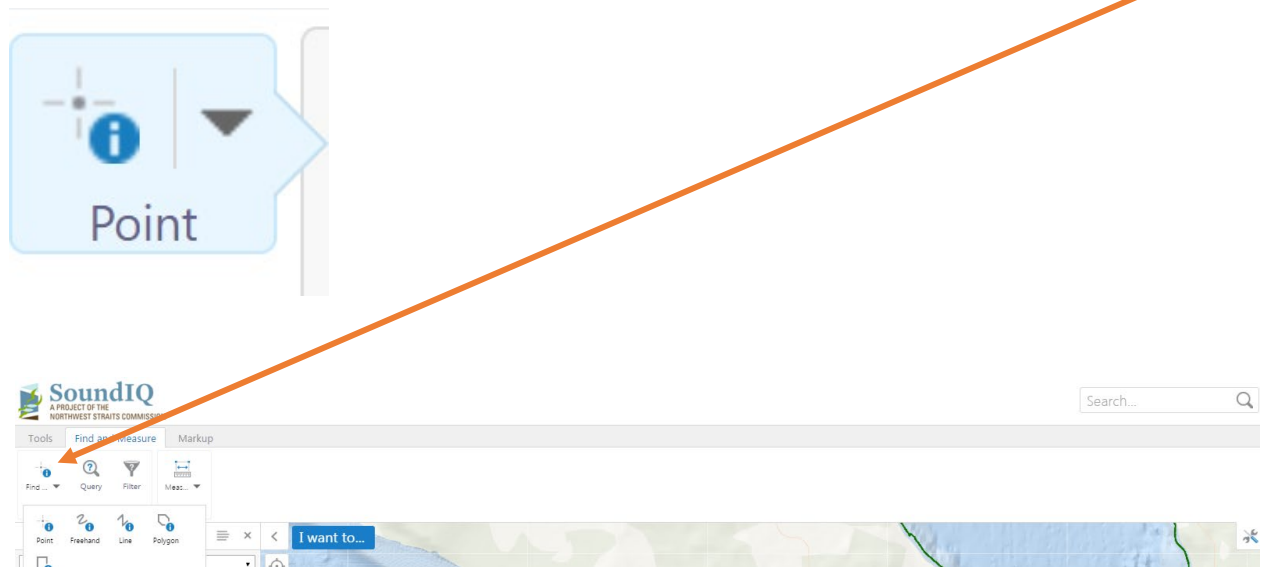 Point
SoundIQ
A PROJECT OF THE
NORTHWEST STRAITS
Search...
Tools Find and Measure Markup
Find ... Query Filter Meas...
Point Freehand Line Polygon
I want to...